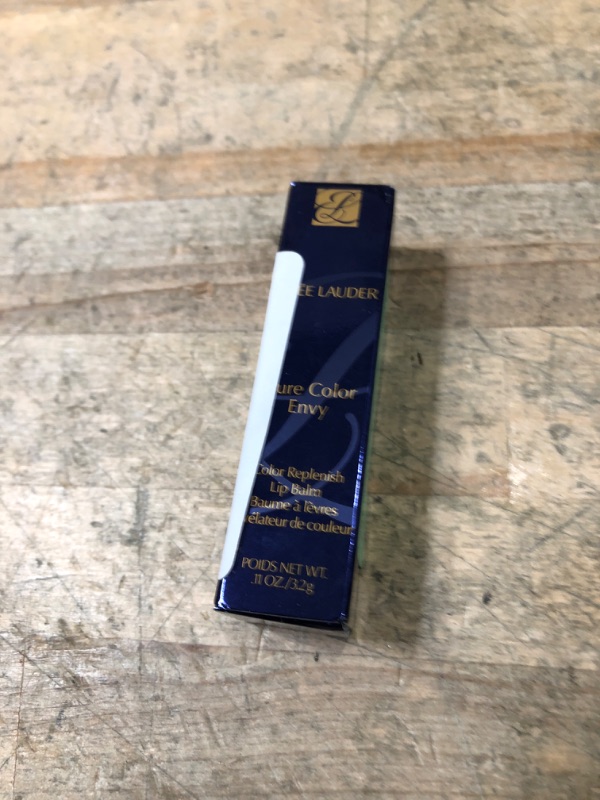 EE LAUDER
ure Color
Envy
Color Replenish
Lip Balm
Baume à lèvres
élateur de couleur
POIDS NET WT.
.11 OZ./3.2g